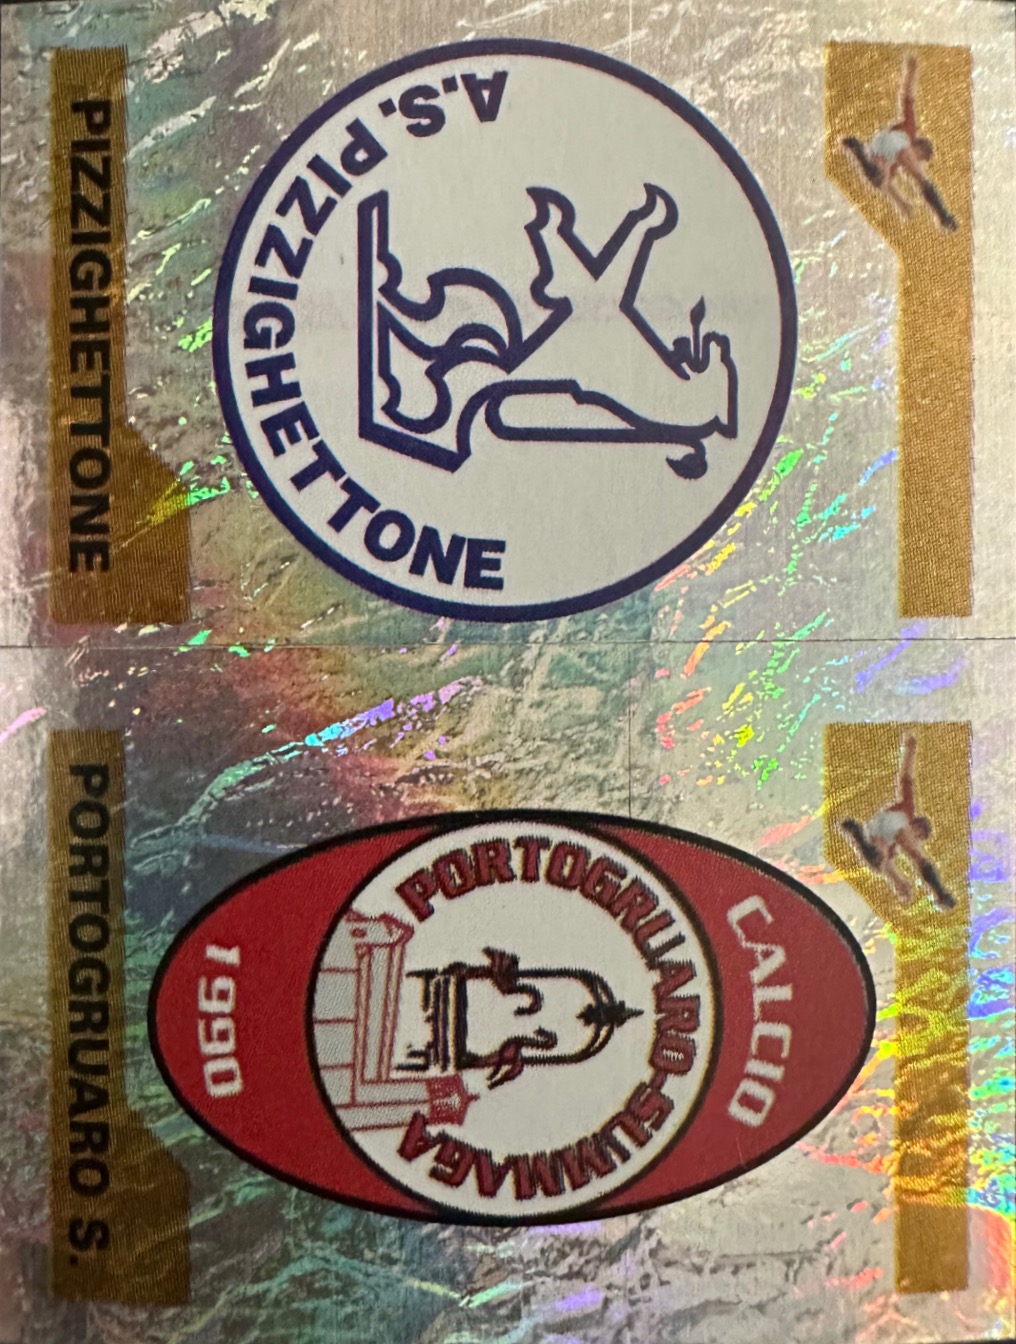 A.S. PIZZIGHETTONE
PIZZIGHETTONE
CALCIO
PORTOGRUARO-SUMMAGA
1990
PORTOGRUARO S.